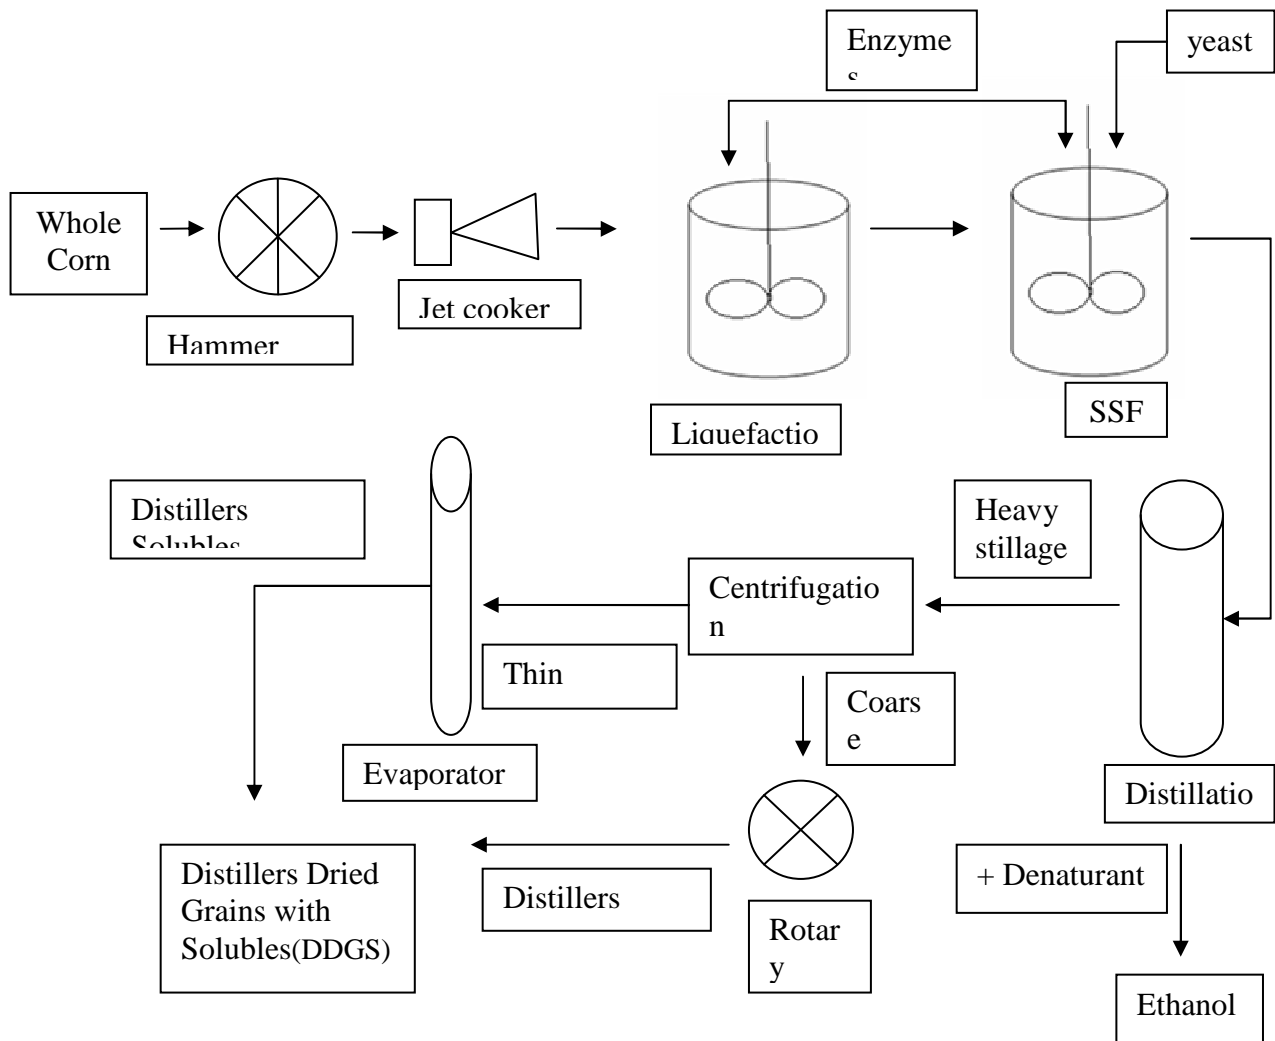 Enzyme
s
yeast
Whole
Corn
Jet cooker
Hammer
SSF
Liquefactio
Distillers
Solubles
Heavy
stillage
Centrifugatio
n
Thin
Coars
e
Evaporator
Distillatio
Distillers Dried
Grains with
Solubles(DDGS)
Distillers
+ Denaturant
Rotar
y
Ethanol